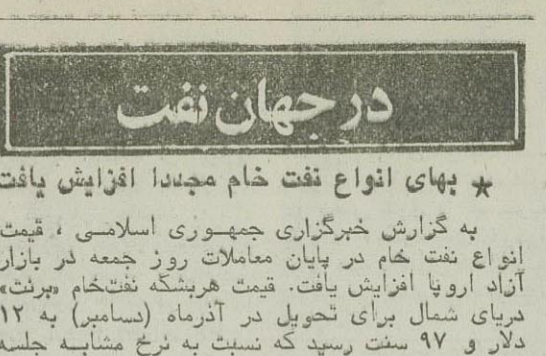 در جهان نفت
★ بهای انواع نفت خام مجددا افزایش یافت
به گزارش خبرگزاری جمهوری اسلامی ، قیمت
انواع نفت خام در پایان معاملات روز جمعه در بازار
آزاد اروپا افزایش یافت. قیمت هربشکه نفت‌خام «برنت»
دریای شمال برای تحویل در آذرماه (دسامبر) به ۱۲
دلار و ۹۷ سنت رسید که نسبت به نرخ مشابه جلسه